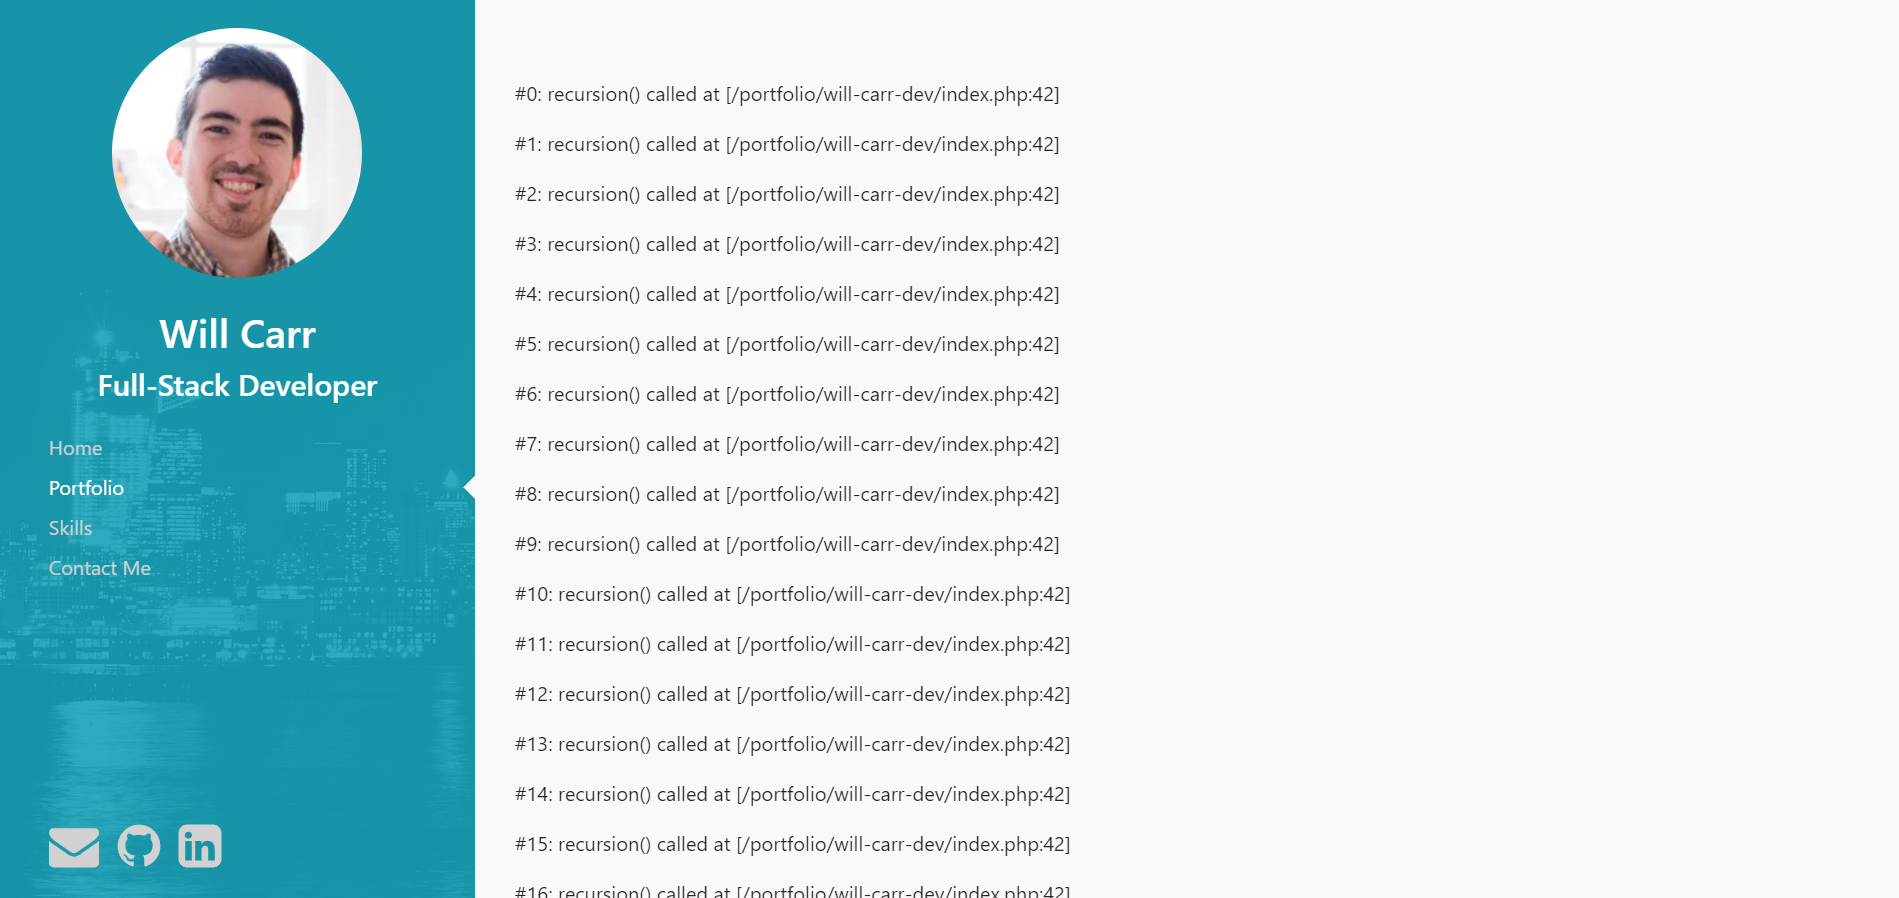 Will Carr
Full-Stack Developer
Home
Portfolio
Skills
Contact Me
in
#0: recursion() called at [/portfolio/will-carr-dev/index.php:42]
#1: recursion() called at [/portfolio/will-carr-dev/index.php:42]
#2: recursion() called at [/portfolio/will-carr-dev/index.php:42]
#3: recursion() called at [/portfolio/will-carr-dev/index.php:42]
#4: recursion() called at [/portfolio/will-carr-dev/index.php:42]
#5: recursion() called at [/portfolio/will-carr-dev/index.php:42]
#6: recursion() called at [/portfolio/will-carr-dev/index.php:42]
#7: recursion() called at [/portfolio/will-carr-dev/index.php:42]
#8: recursion() called at [/portfolio/will-carr-dev/index.php:42]
#9: recursion() called at [/portfolio/will-carr-dev/index.php:42]
#10: recursion() called at [/portfolio/will-carr-dev/index.php:42]
#11: recursion() called at [/portfolio/will-carr-dev/index.php:42]
#12: recursion() called at [/portfolio/will-carr-dev/index.php:42]
#13: recursion() called at [/portfolio/will-carr-dev/index.php:42]
#14: recursion() called at [/portfolio/will-carr-dev/index.php:42]
#15: recursion() called at [/portfolio/will-carr-dev/index.php:42]
#16: recursion() called at [/portfolio/will-carr-dev/index.php:42]